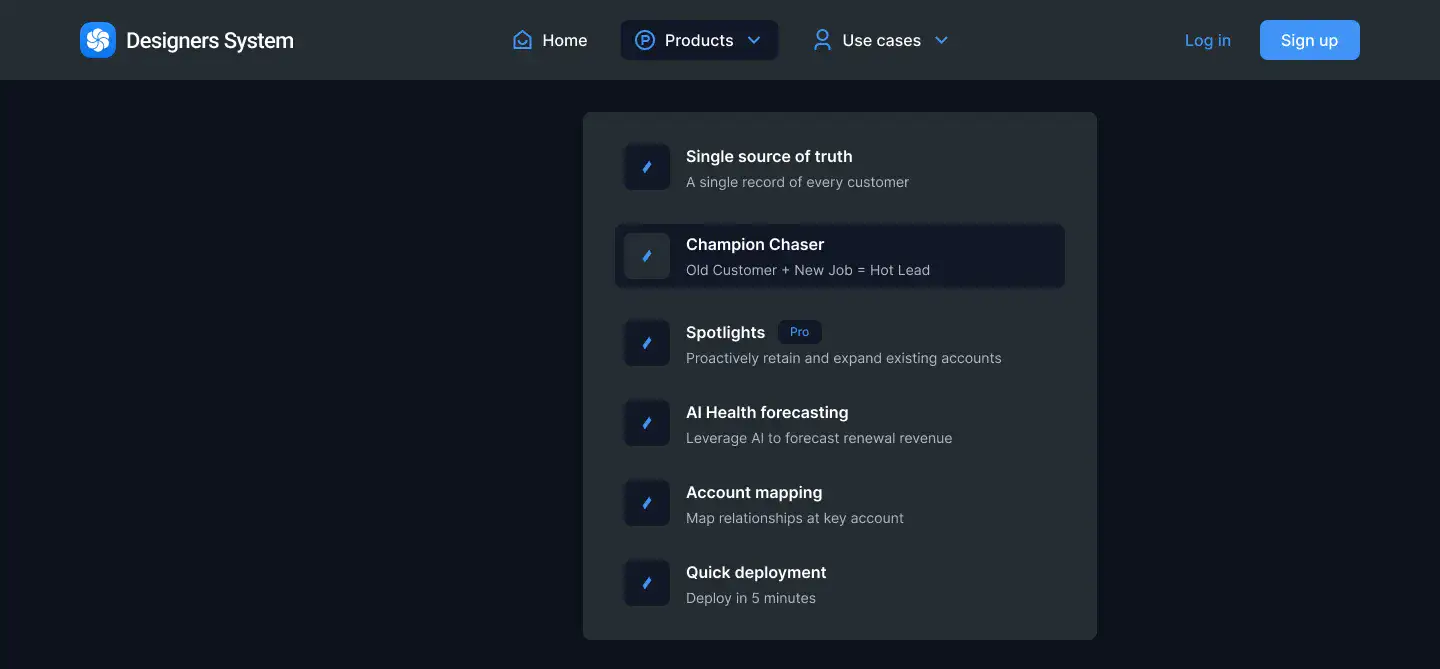 Designers System
Home
Products
Use cases
Log in
Sign up
Single source of truth
A single record of every customer
Champion Chaser
Old Customer + New Job = Hot Lead
Spotlights Pro
Proactively retain and expand existing accounts
AI Health forecasting
Leverage AI to forecast renewal revenue
Account mapping
Map relationships at key account
Quick deployment
Deploy in 5 minutes